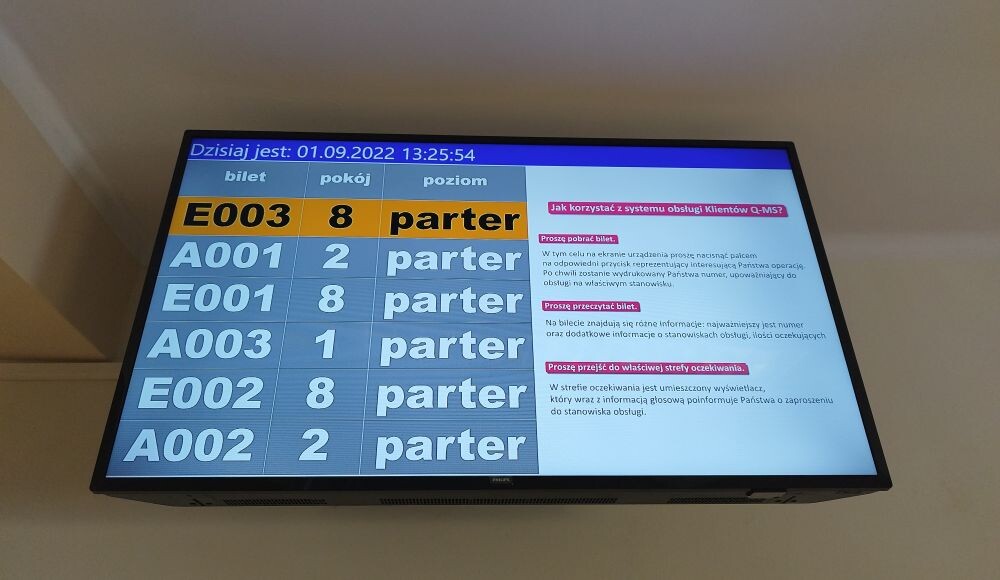 Dzisiaj jest: 01.09.2022 13:25:54
bilet pokój poziom
E003 8 parter
A001 2 parter
E001 8 parter
A003 1 parter
E002 8 parter
A002 2 parter
Jak korzystać z systemu obsługi Klientów Q-MS?
Proszę pobrać bilet.
W tym celu na ekranie urządzenia proszę nacisnąć palcem
na odpowiedni przycisk reprezentujący interesującą Państwa operację.
Po chwili zostanie wydrukowany Państwa numer, upoważniający do
obsługi na właściwym stanowisku.
Proszę przeczytać bilet.
Na bilecie znajdują się różne informacje: najważniejszy jest numer
oraz dodatkowe informacje o stanowiskach obsługi, ilości oczekujących
Proszę przejść do właściwej strefy oczekiwania.
W strefie oczekiwania jest umieszczony wyświetlacz,
który wraz z informacją głosową poinformuje Państwa o zaproszeniu
do stanowiska obsługi.
PHILIPS